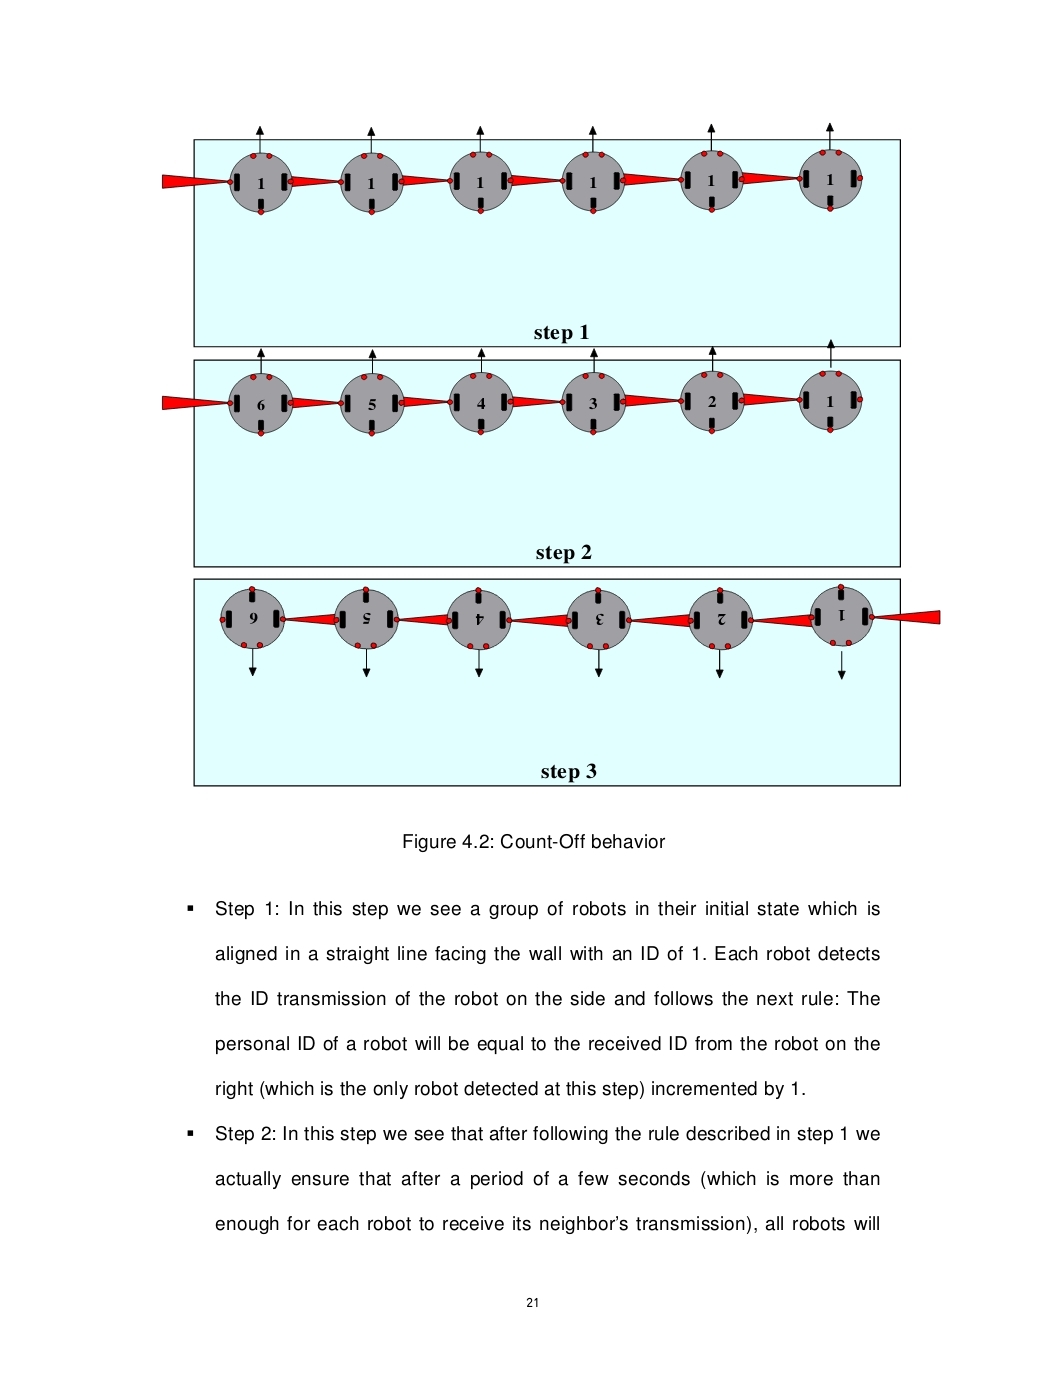 1 1 1 1 1 1
step 1
6 5 4 3 2 1
step 2
6 5 4 3 2 1
step 3
Figure 4.2: Count-Off behavior
▪ Step 1: In this step we see a group of robots in their initial state which is
aligned in a straight line facing the wall with an ID of 1. Each robot detects
the ID transmission of the robot on the side and follows the next rule: The
personal ID of a robot will be equal to the received ID from the robot on the
right (which is the only robot detected at this step) incremented by 1.
▪ Step 2: In this step we see that after following the rule described in step 1 we
actually ensure that after a period of a few seconds (which is more than
enough for each robot to receive its neighbor’s transmission), all robots will
21